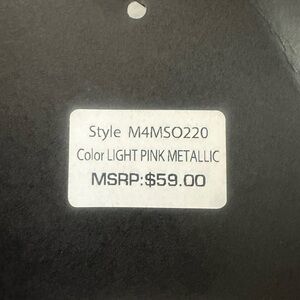 Style M4MSO220
Color LIGHT PINK METALLIC
MSRP:$59.00